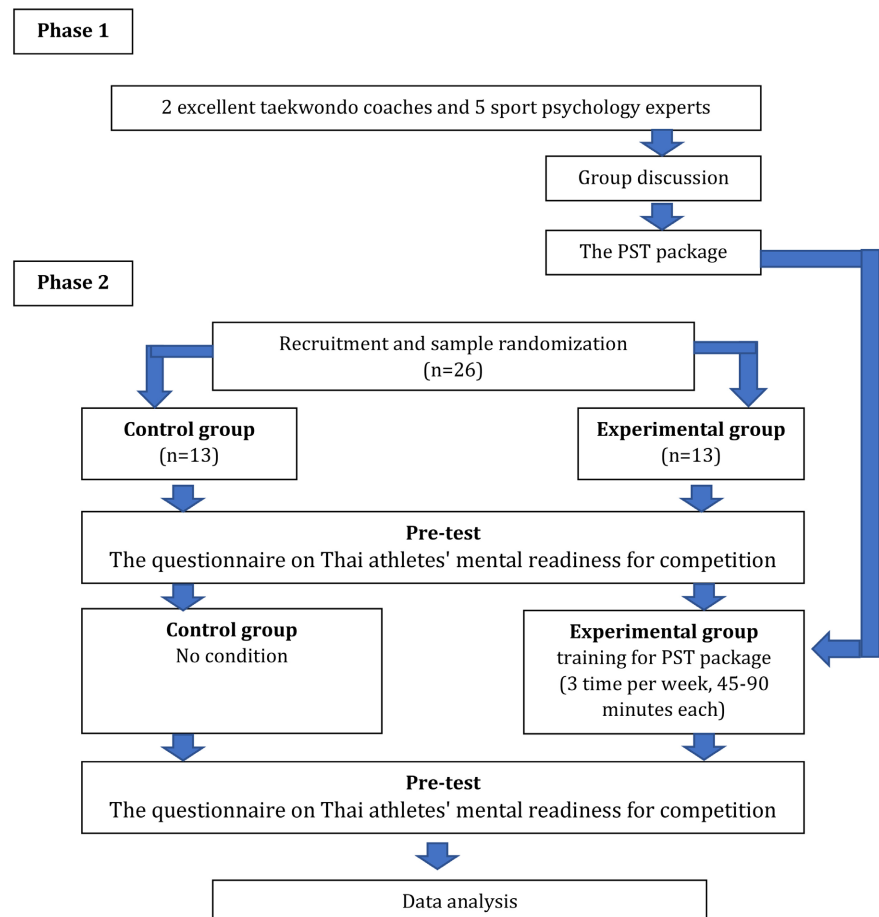 Phase 1
2 excellent taekwondo coaches and 5 sport psychology experts
Group discussion
The PST package
Phase 2
Recruitment and sample randomization
(n=26)
Control group
(n=13)
Experimental group
(n=13)
Pre-test
The questionnaire on Thai athletes' mental readiness for competition
Control group
No condition
Experimental group
training for PST package
(3 time per week, 45-90
minutes each)
Pre-test
The questionnaire on Thai athletes' mental readiness for competition
Data analysis